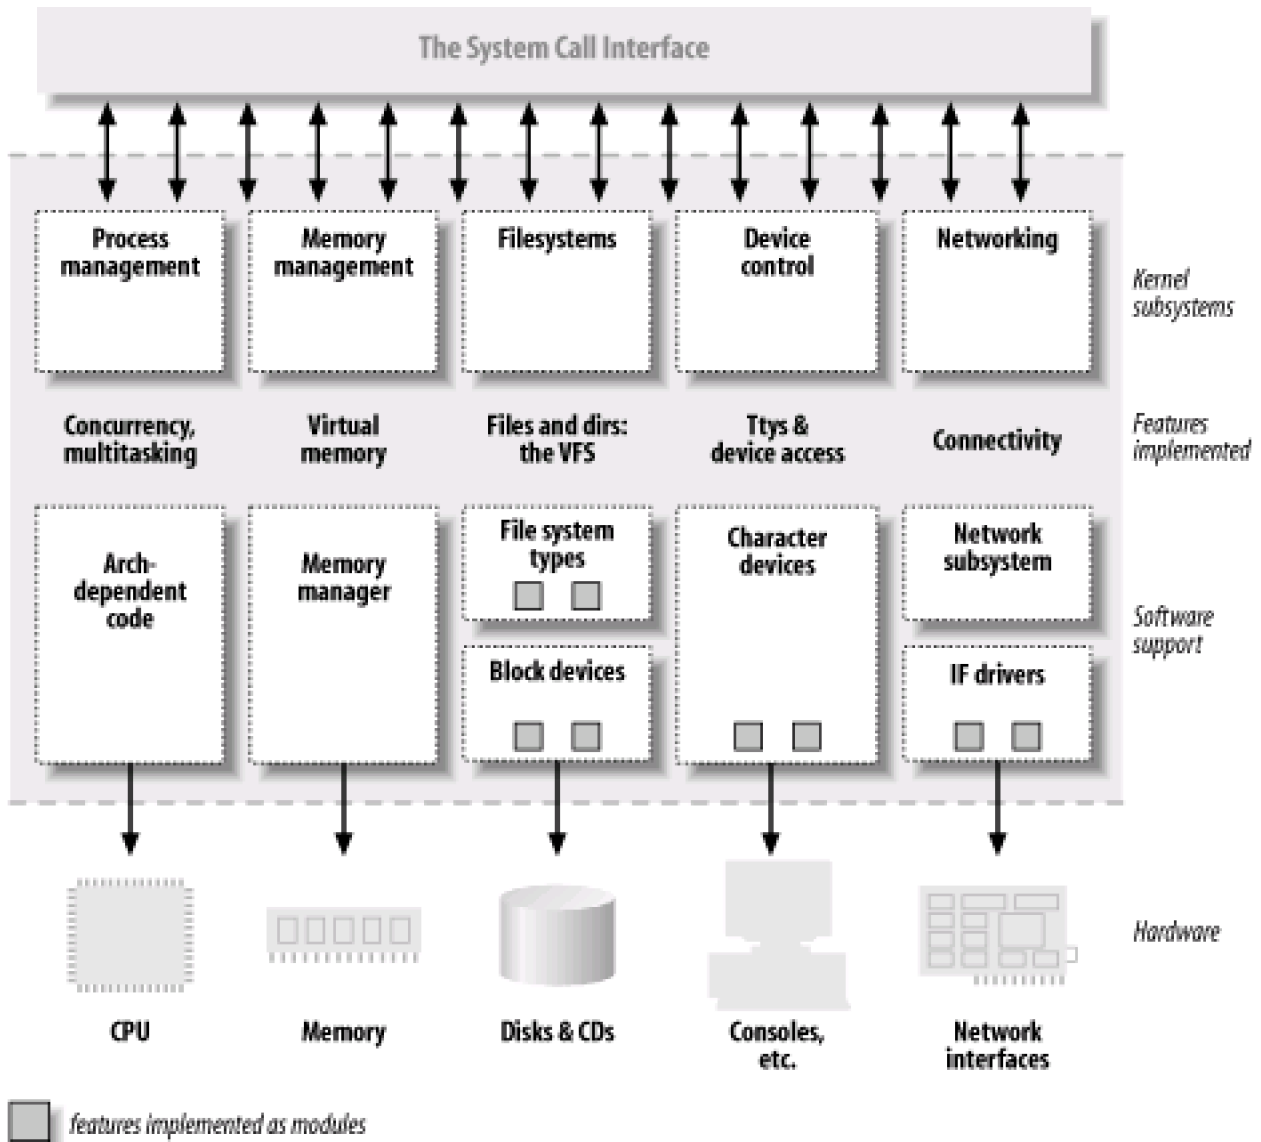 The System Call Interface
Process
management
Memory
management
Filesystems
Device
control
Networking
Kernel
subsystems
Concurrency,
multitasking
Virtual
memory
Files and dirs:
the VFS
Ttys &
device access
Connectivity
Features
implemented
Arch-
dependent
code
Memory
manager
File system
types
Block devices
Character
devices
Network
subsystem
IF drivers
Software
support
Hardware
CPU
Memory
Disks & CDs
Consoles,
etc.
Network
interfaces
features implemented as modules